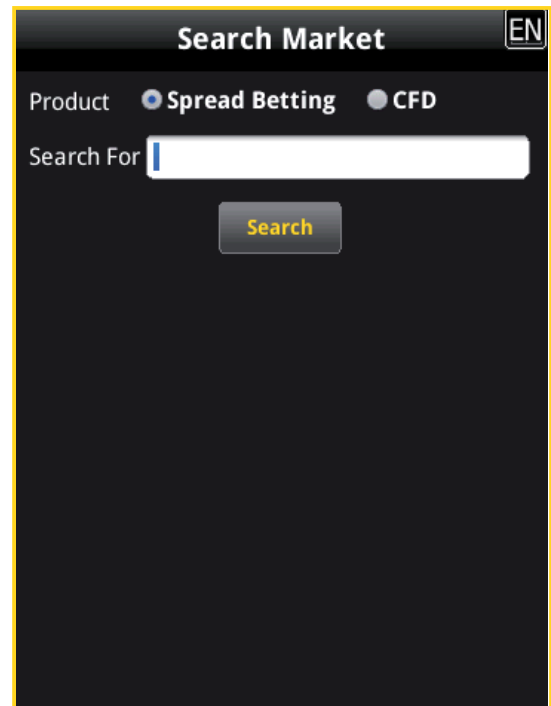 Search Market
EN
Product Spread Betting CFD
Search For
Search